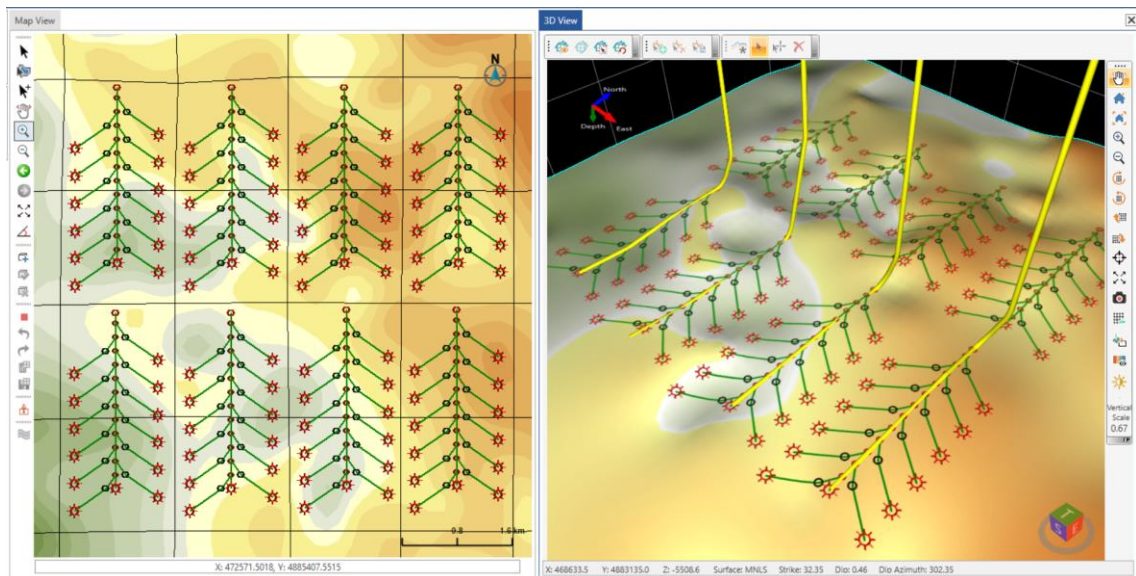 Map View
N
0.8
1.6 km
X: 472571.5018, Y: 4885407.5515
3D View
North
East
Depth
Vertical
Scale
0.67
T
S
E
X: 468633.5 Y: 4883135.0 Z: -5508.6 Surface: MNLS Strike: 32.35 Dip: 0.46 Dip Azimuth: 302.35